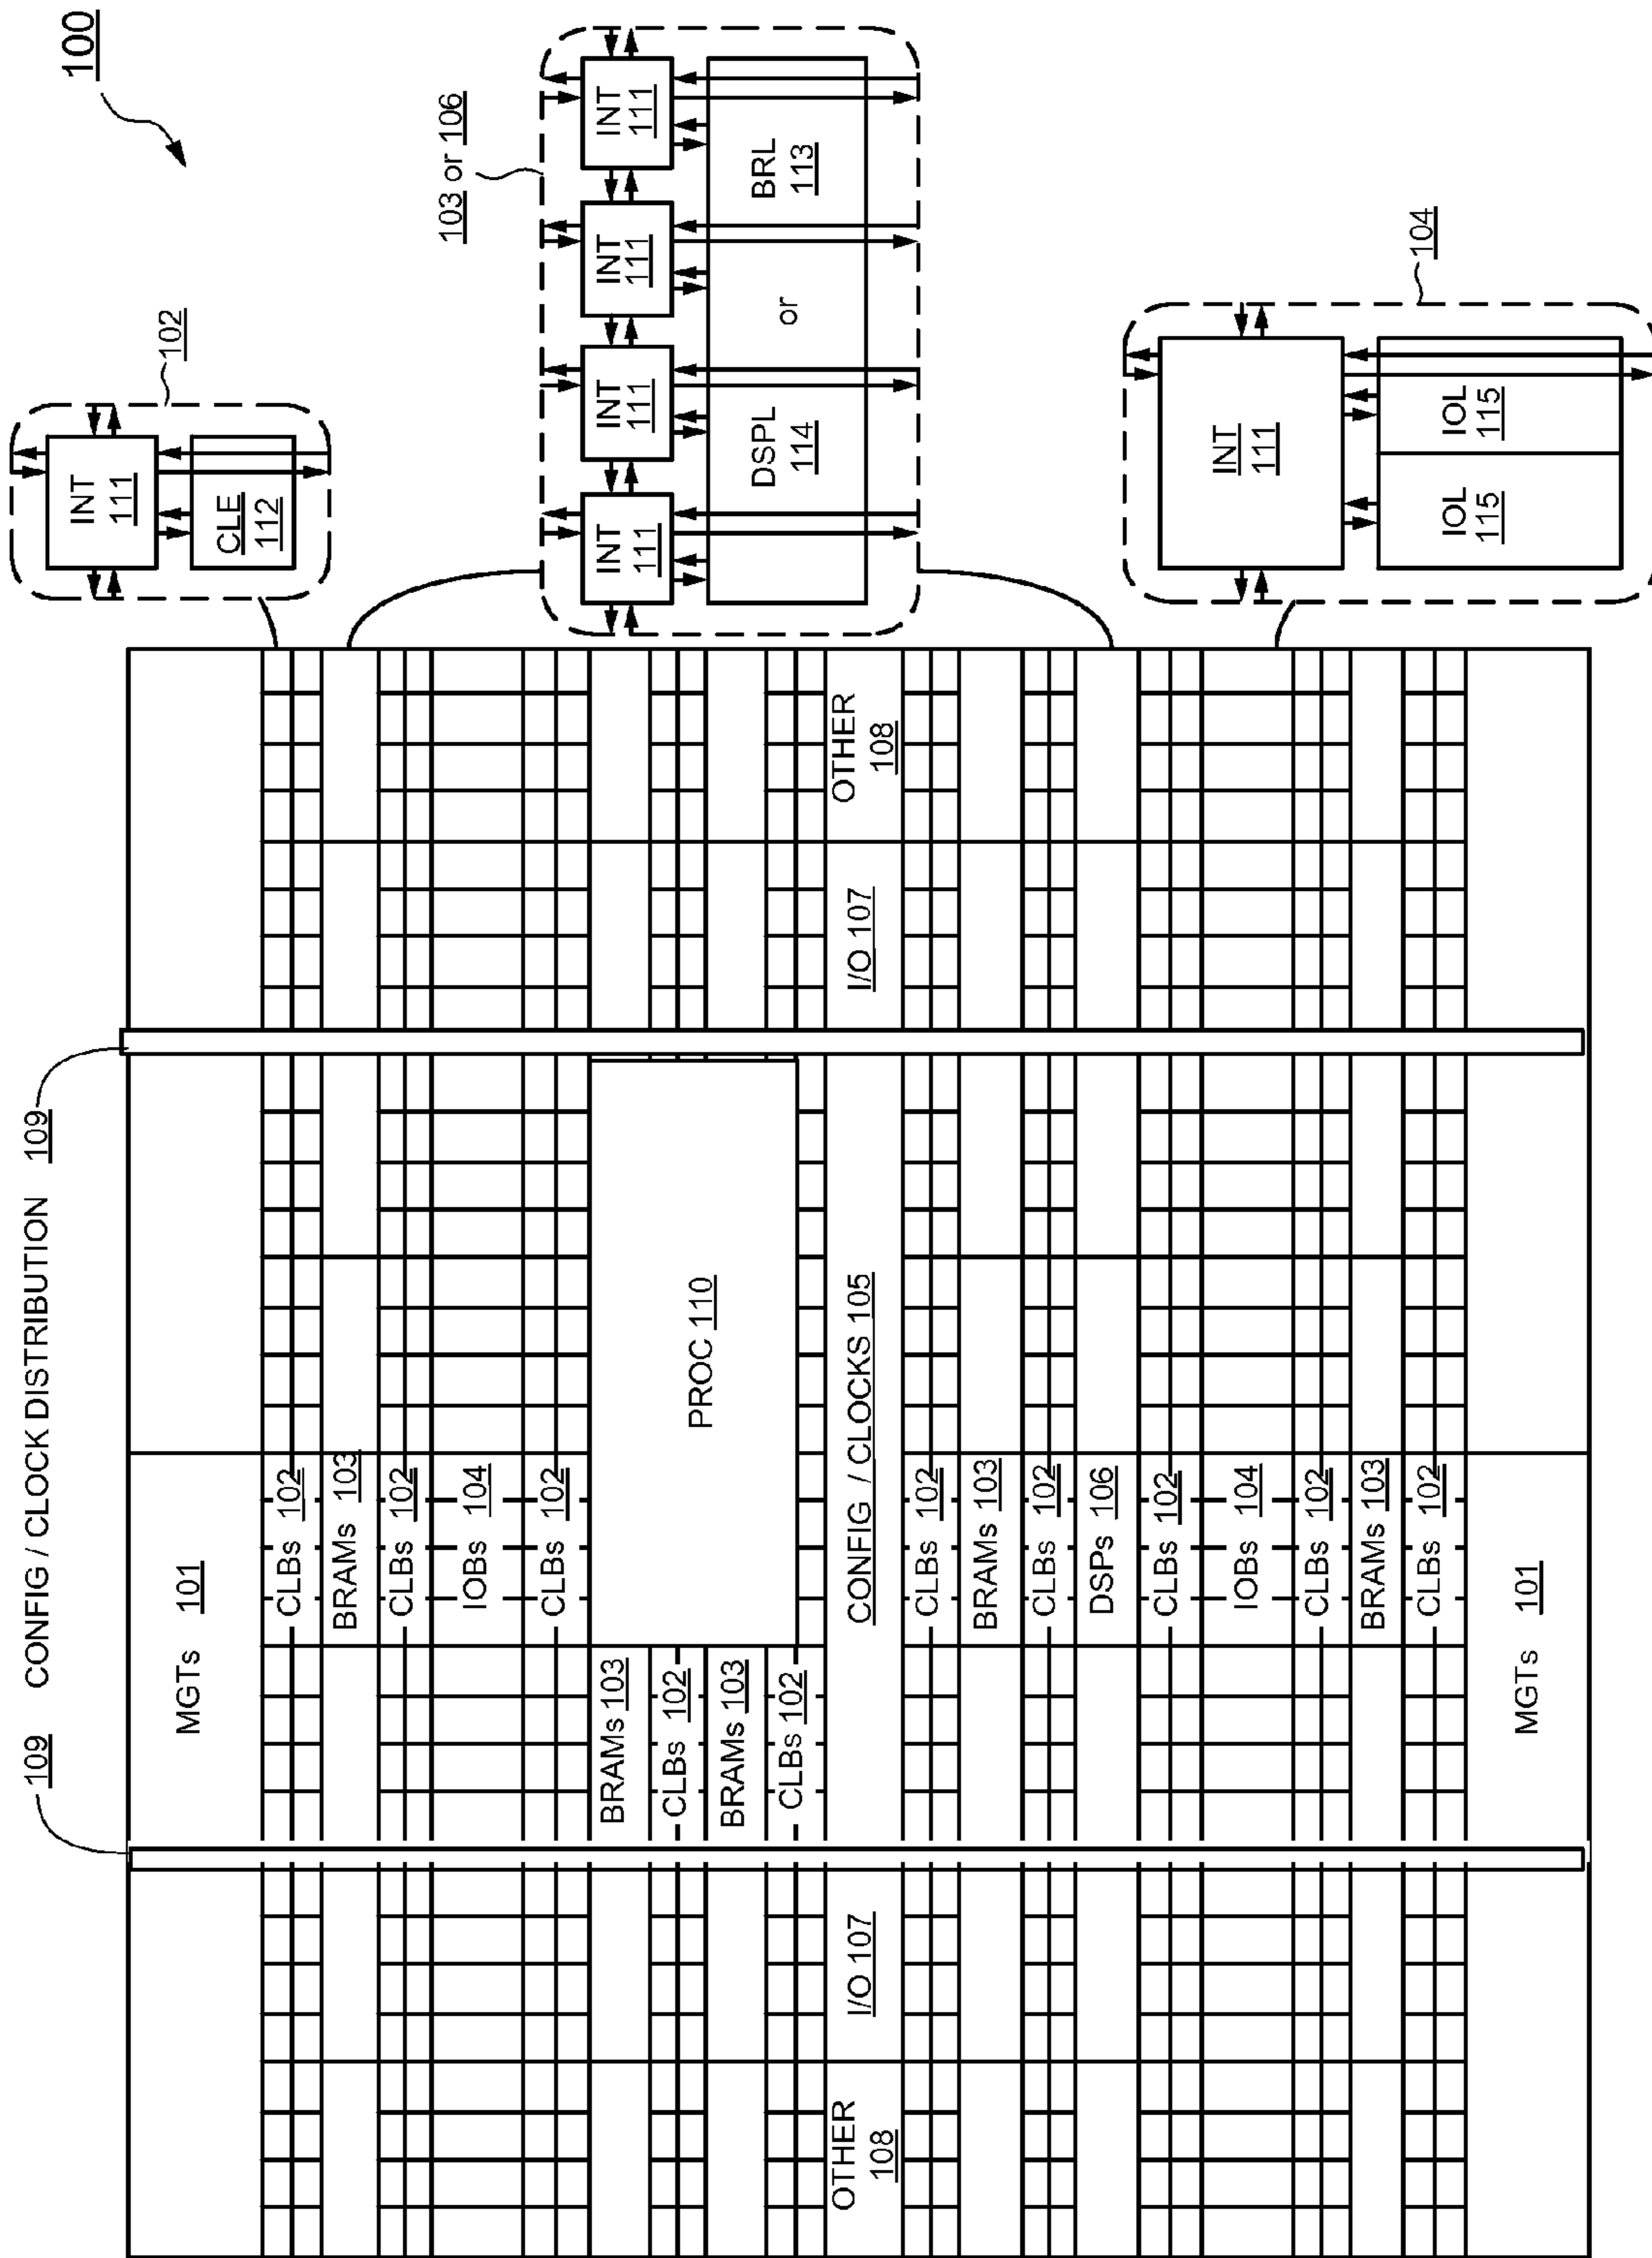 100
CONFIG / CLOCK DISTRIBUTION 109
109
MGTs 101
CLBs 102
BRAMs 103
CLBs 102
IOBs 104
CLBs 102
BRAMs 103
CLBs 102
BRAMs 103
CLBs 102
PROC 110
CONFIG / CLOCKS 105
I/O 107
OTHER
108
I/O 107
OTHER
108
CLBs 102
BRAMs 103
CLBs 102
DSPs 106
CLBs 102
IOBs 104
CLBs 102
BRAMs 103
CLBs 102
MGTs 101
102
INT
111
CLE
112
103 or 106
INT
111
INT
111
INT
111
INT
111
DSPL
114
or
BRL
113
104
INT
111
IOL
115
IOL
115